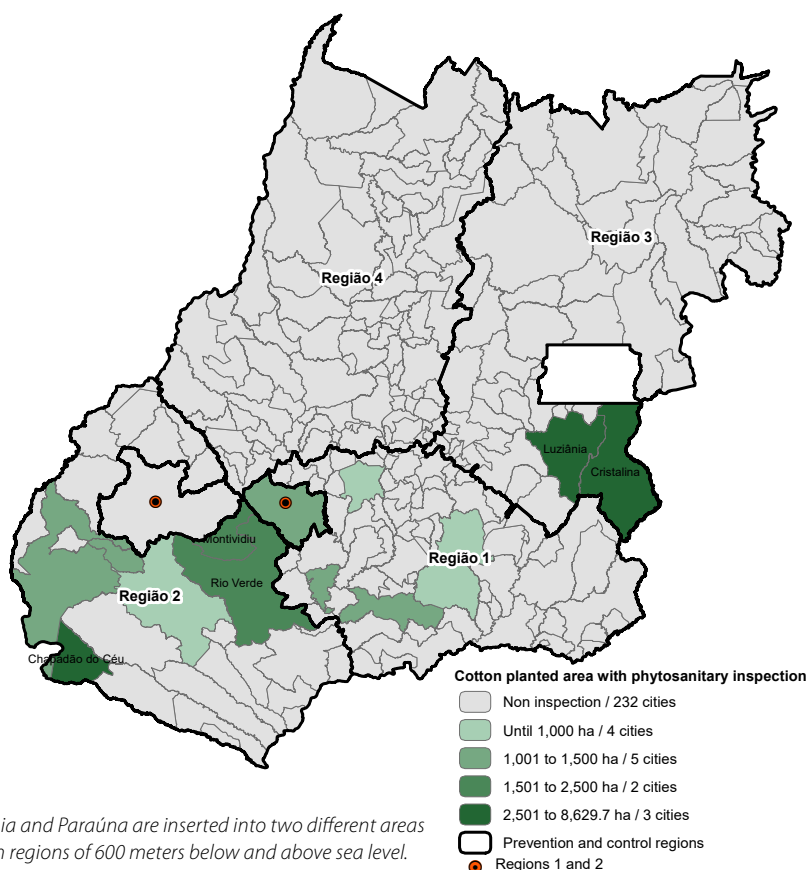 Região 3
Região 4
Luziânia
Cristalina
Montividiu
Região 1
Rio Verde
Região 2
Chapadão do Céu
Cotton planted area with phytosanitary inspection
Non inspection / 232 cities
Until 1,000 ha / 4 cities
1,001 to 1,500 ha / 5 cities
1,501 to 2,500 ha / 2 cities
2,501 to 8,629.7 ha / 3 cities
Prevention and control regions
Regions 1 and 2
and Paraúna are inserted into two different areas
regions of 600 meters below and above sea level.